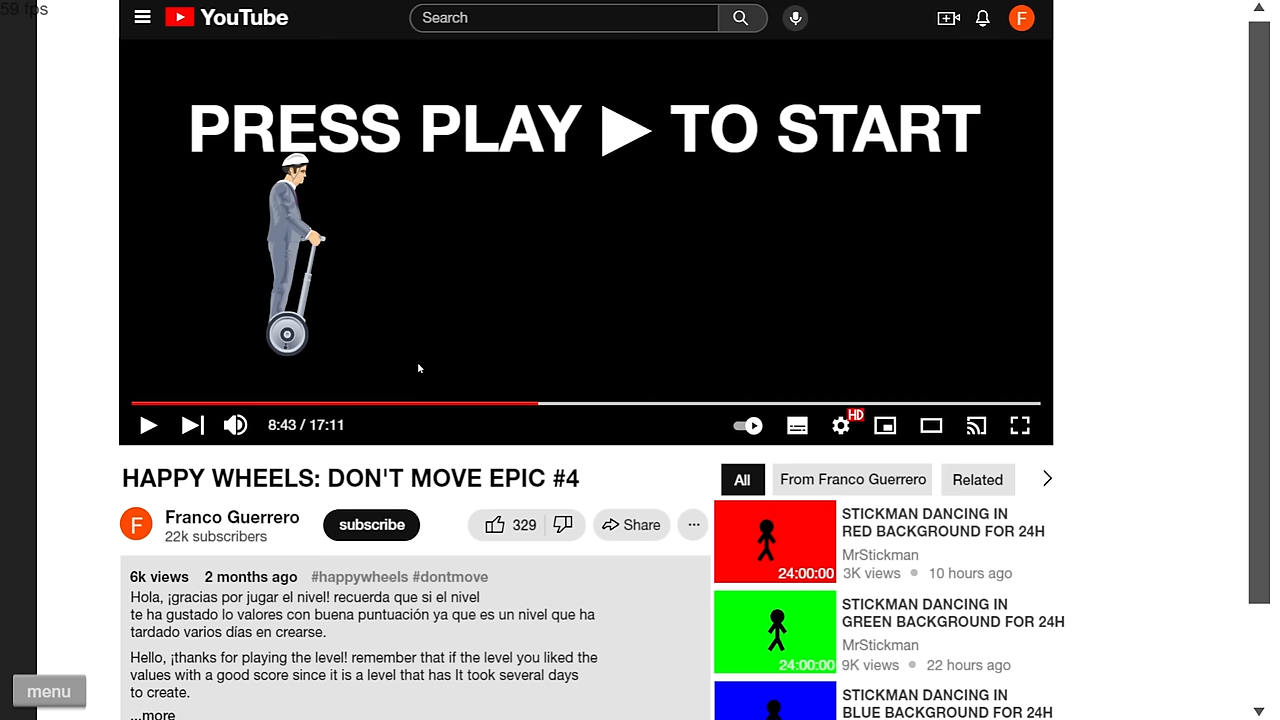 59 fps
YouTube
Search
F
PRESS PLAY ▶ TO START
8:43 / 17:11
HD
HAPPY WHEELS: DON'T MOVE EPIC #4
All
From Franco Guerrero
Related
F
Franco Guerrero
22k subscribers
subscribe
329
Share
...
6k views 2 months ago #happywheels #dontmove
Hola, ¡gracias por jugar el nivel! recuerda que si el nivel
te ha gustado lo valores con buena puntuación ya que es un nivel que ha
tardado varios días en crearse.
Hello, ¡thanks for playing the level! remember that if the level you liked the
values with a good score since it is a level that has It took several days
to create.
...more
24:00:00
STICKMAN DANCING IN
RED BACKGROUND FOR 24H
MrStickman
3K views ● 10 hours ago
24:00:00
STICKMAN DANCING IN
GREEN BACKGROUND FOR 24H
MrStickman
9K views ● 22 hours ago
STICKMAN DANCING IN
BLUE BACKGROUND FOR 24H
menu